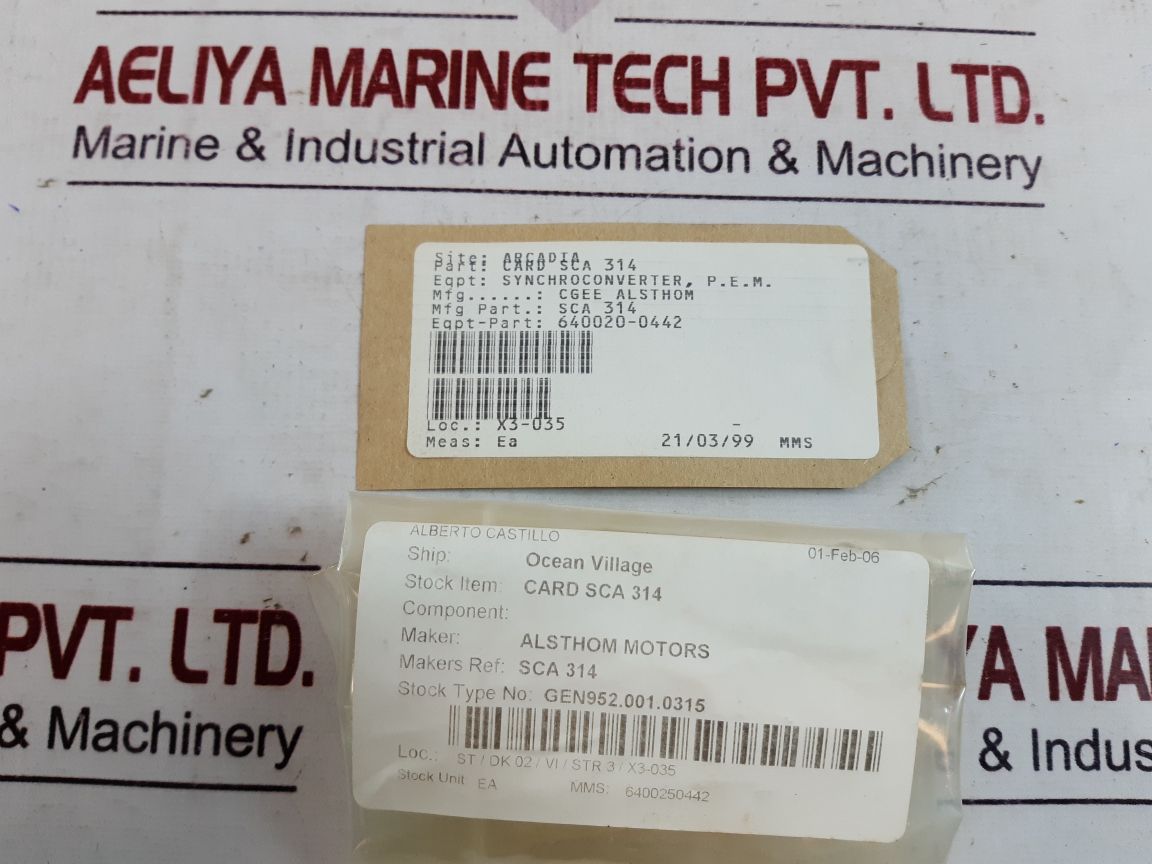 AELIYA MARINE TECH PVT. LTD.
Marine & Industrial Automation & Machinery
Site: ARCADIA
Part: CARD SCA 314
Eqpt: SYNCHROCONVERTER, P.E.M.
Mfg......: CGEE ALSTHOM
Mfg Part.: SCA 314
Eqpt-Part: 640020-0442
Loc.: X3-035 -
Meas: Ea 21/03/99 MMS
ALBERTO CASTILLO
Ship: Ocean Village 01-Feb-06
Stock Item: CARD SCA 314
Component:
Maker: ALSTHOM MOTORS
Makers Ref: SCA 314
Stock Type No: GEN952.001.0315
Loc.: ST / DK 02 / VI / STR 3 / X3-035
Stock Unit: EA MMS: 6400250442
PVT. LTD.
& Machinery
YA MA
& Indus